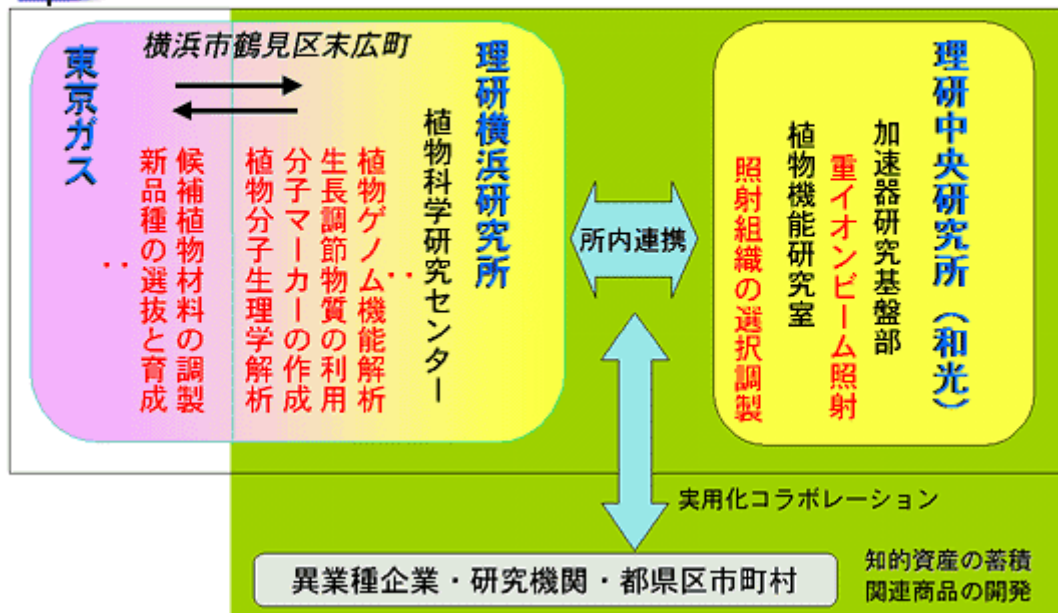 横浜市鶴見区末広町
東京ガス
新品種の選抜と育成
候補植物材料の調製
理研横浜研究所
植物科学研究センター
植物ゲノム機能解析
生長調節物質の利用
分子マーカーの作成
植物分子生理学解析
所内連携
理研中央研究所(和光)
加速器研究基盤部
重イオンビーム照射
植物機能研究室
照射組織の選択調製
実用化コラボレーション
異業種企業・研究機関・都県区市町村
知的資産の蓄積
関連商品の開発